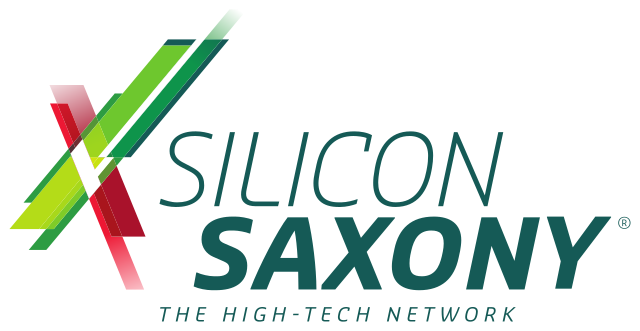 SILICON
SAXONY®
THE HIGH-TECH NETWORK